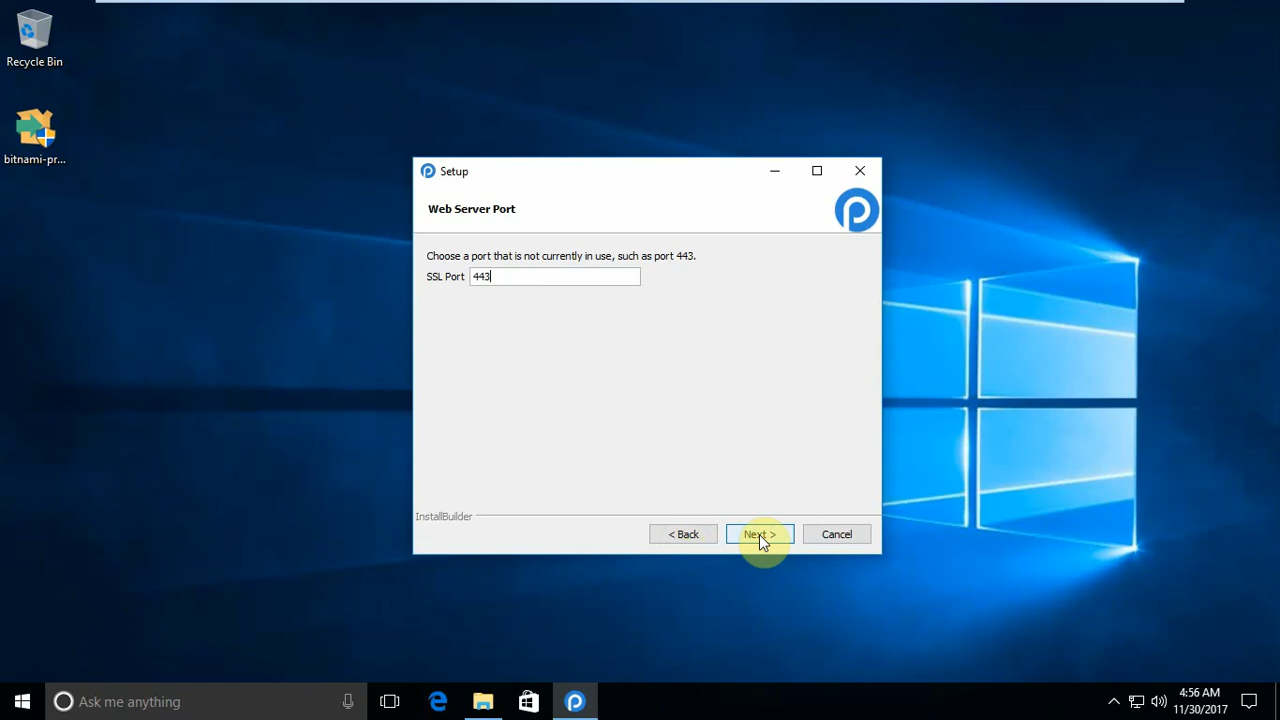 Recycle Bin
bitnami-pr...
Setup
Web Server Port
Choose a port that is not currently in use, such as port 443.
SSL Port 443
InstallBuilder
< Back
Next >
Cancel
Ask me anything
4:56 AM
11/30/2017